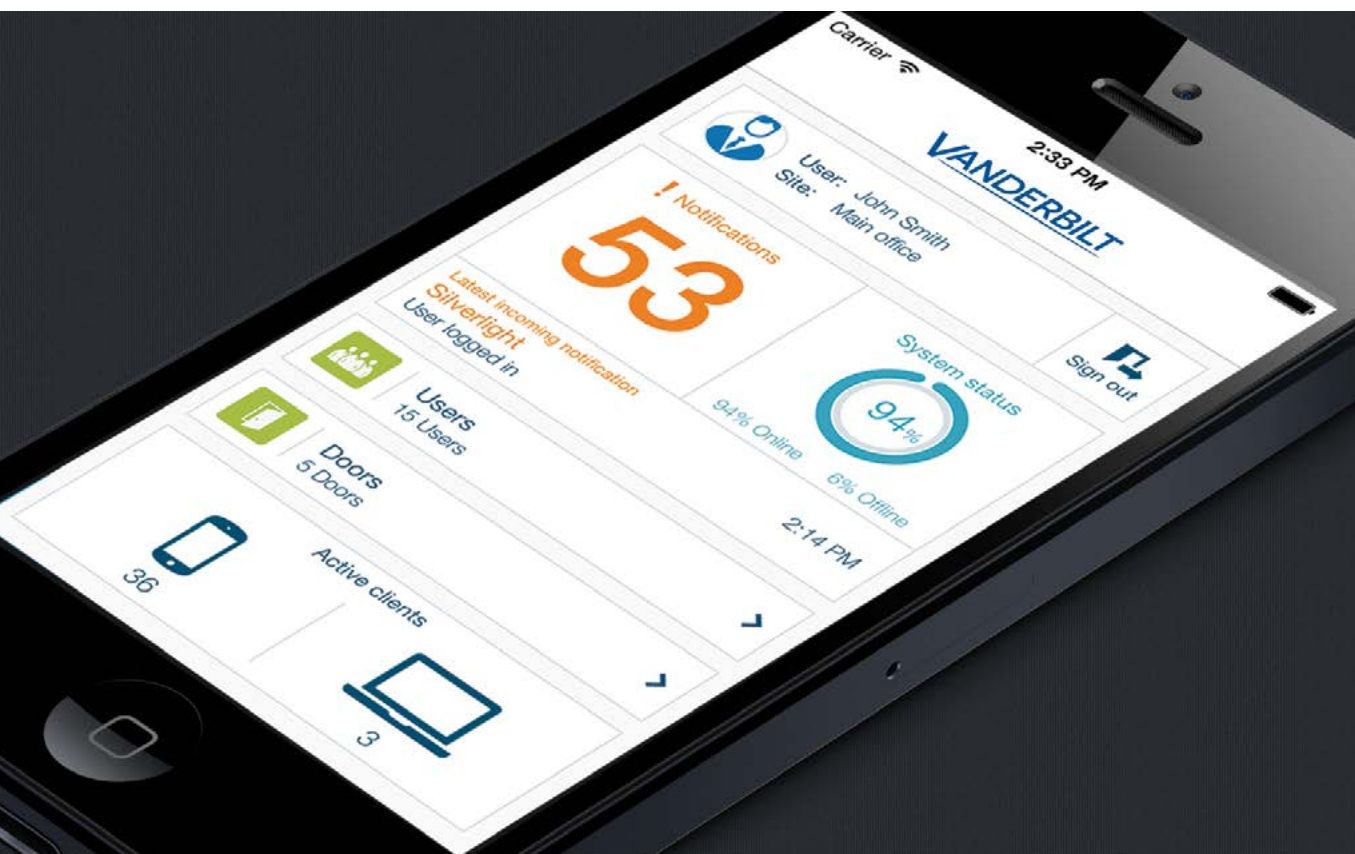 Carrier
2:33 PM
VANDERBILT
User: John Smith
Site: Main office
Sign out
! Notifications
53
System status
94%
94% Online
6% Offline
Latest incoming notification
Silverlight
User logged in
2:14 PM
Users
15 Users
Doors
5 Doors
Active clients
36
3